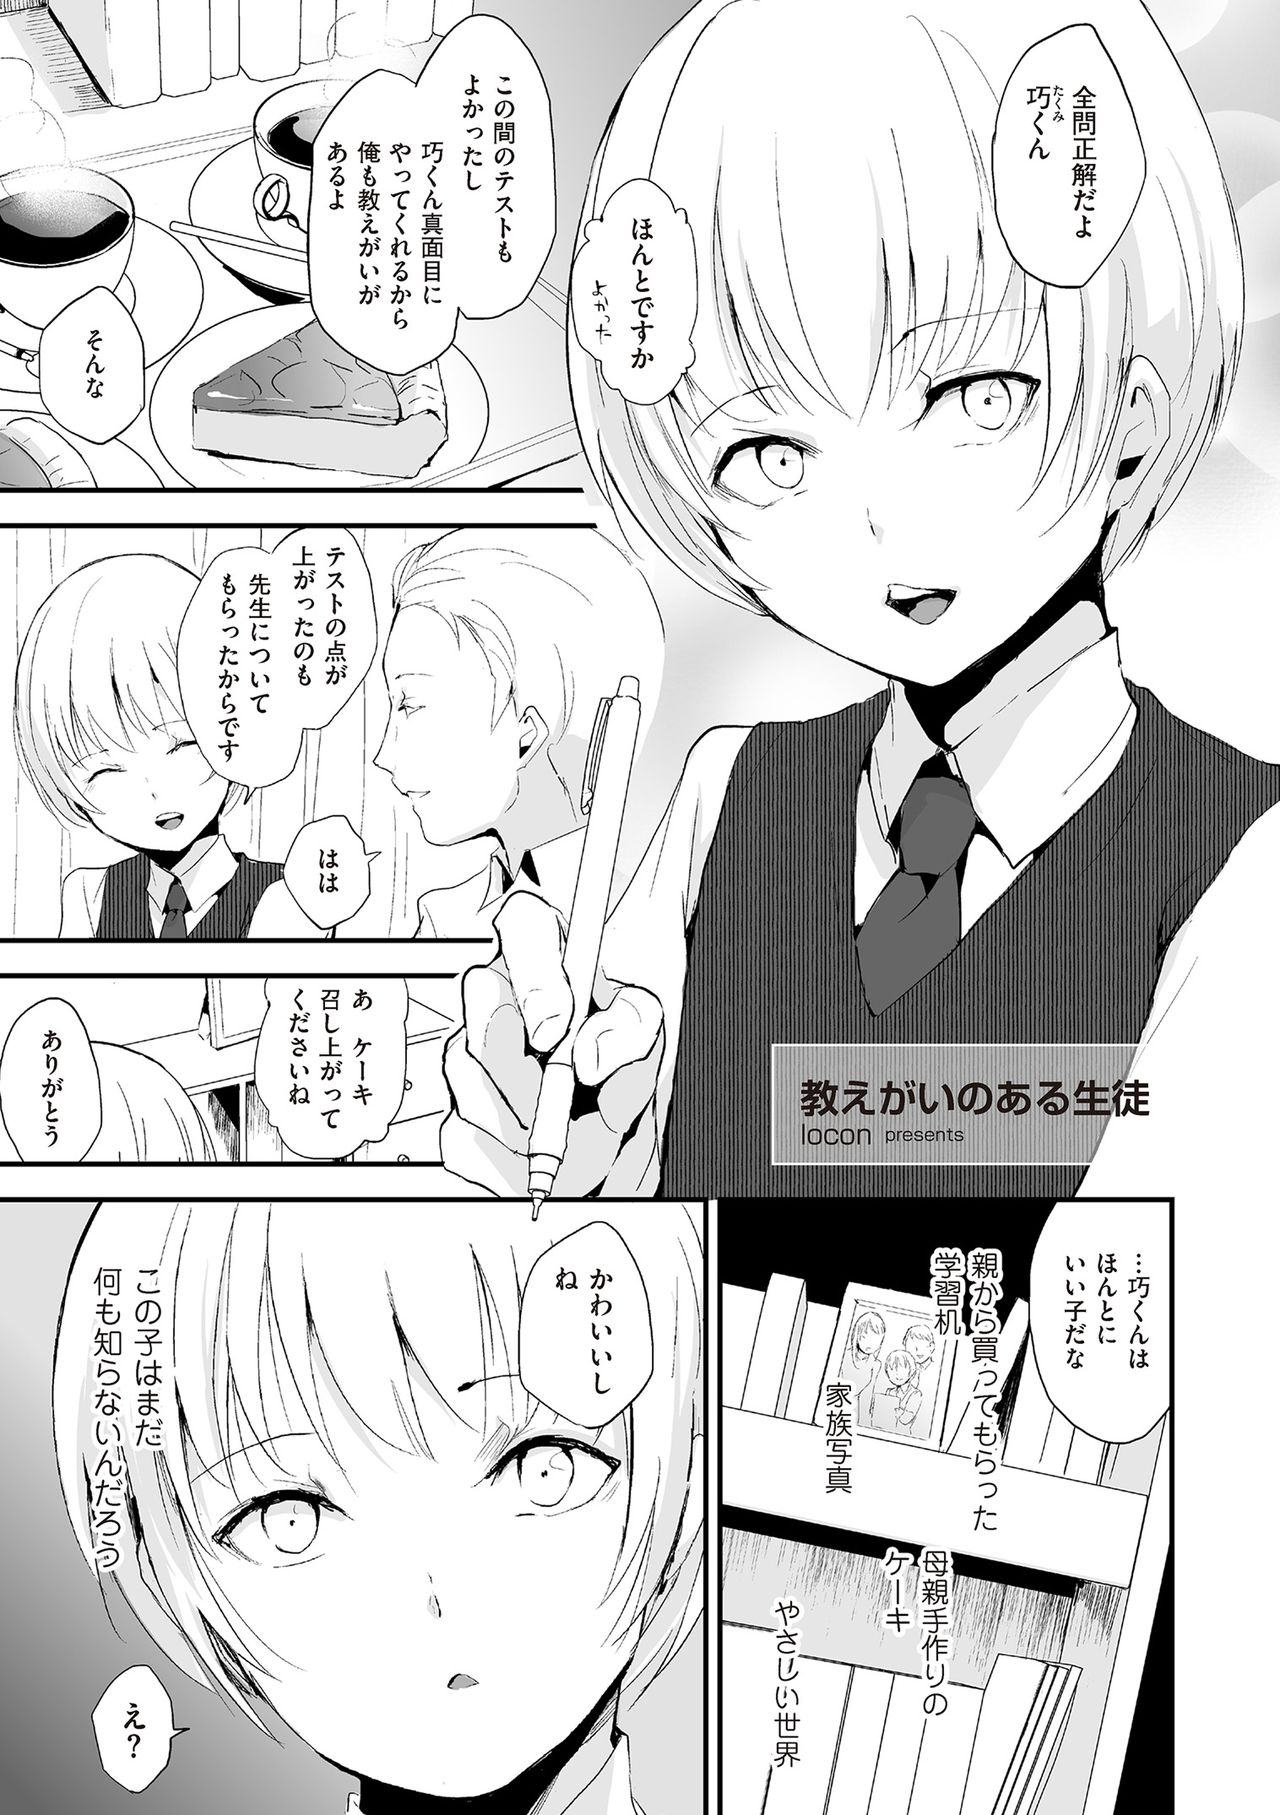 全問正解だよ
巧くん
たくみ
ほんとですか
よかった
この間のテストも
よかったし
巧くん真面目に
やってくれるから
俺も教えがいが
あるよ
そんな
テストの点が
上がったのも
先生について
もらったからです
はは
あ ケーキ
召し上がって
くださいね
ありがとう
教えがいのある生徒
locon presents
…巧くんは
ほんとに
いい子だな
親から買ってもらった
学習机
家族写真
母親手作りの
ケーキ
やさしい世界
かわいいし
ね
この子はまだ
何も知らないんだろう
え?